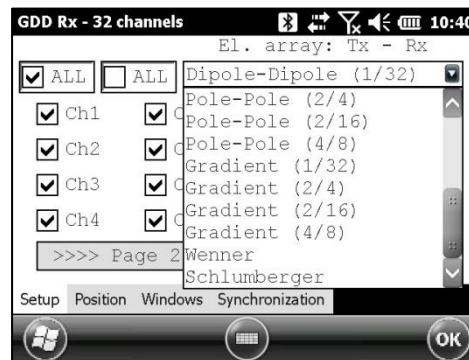 GDD Rx - 32 channels 10:40
El. array: Tx - Rx
ALL ALL Dipole-Dipole (1/32)
Pole-Pole (2/4)
Ch1 Pole-Pole (2/16)
Pole-Pole (4/8)
Ch2 Gradient (1/32)
Gradient (2/4)
Ch3 Gradient (2/16)
Gradient (4/8)
Ch4
>>>> Page 2 Wenner
Schlumberger
Setup Position Windows Synchronization
OK